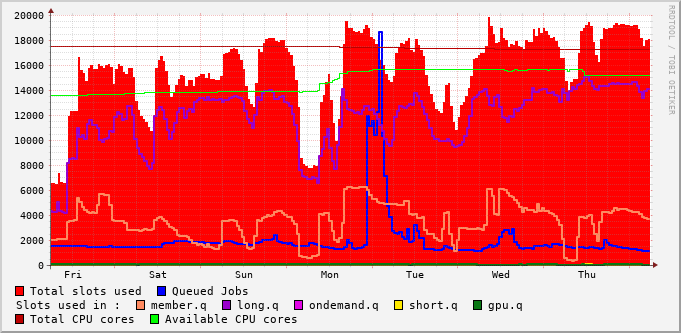 20000
18000
16000
14000
12000
10000
8000
6000
4000
2000
0
Fri Sat Sun Mon Tue Wed Thu
RRDTOOL / TOBI OETIKER
Total slots used Queued Jobs
Slots used in : member.q long.q ondemand.q short.q gpu.q
Total CPU cores Available CPU cores